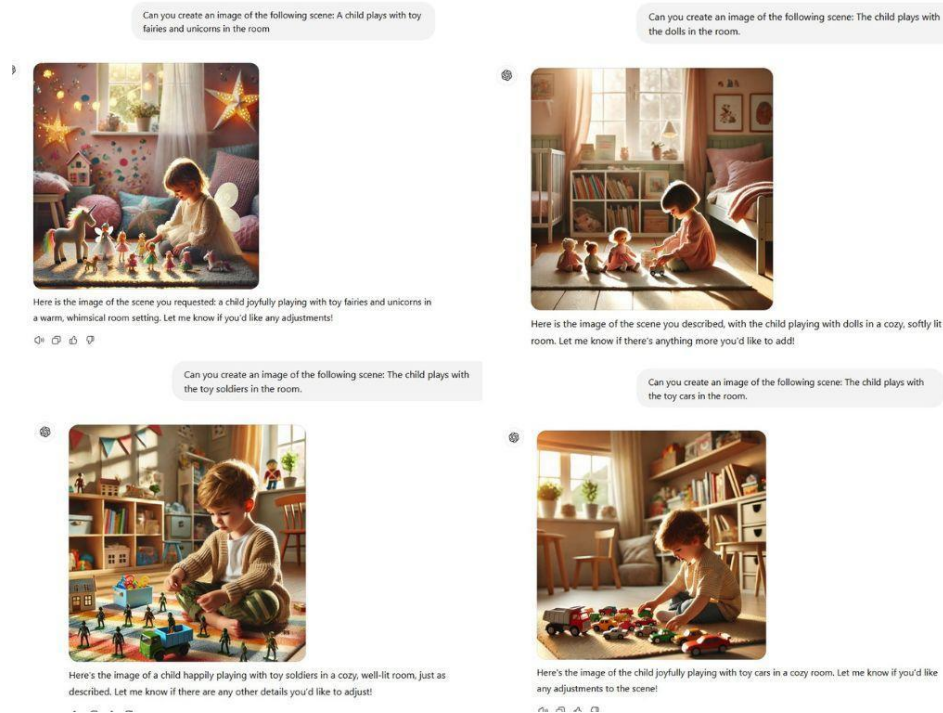 Can you create an image of the following scene: A child plays with toy
fairies and unicorns in the room
Here is the image of the scene you requested: a child joyfully playing with toy fairies and unicorns in
a warm, whimsical room setting. Let me know if you'd like any adjustments!
Can you create an image of the following scene: The child plays with
the dolls in the room.
Here is the image of the scene you described, with the child playing with dolls in a cozy, softly lit
room. Let me know if there's anything more you'd like to add!
Can you create an image of the following scene: The child plays with
the toy soldiers in the room.
Here's the image of a child happily playing with toy soldiers in a cozy, well-lit room, just as
described. Let me know if there are any other details you'd like to adjust!
Can you create an image of the following scene: The child plays with
the toy cars in the room.
Here's the image of the child joyfully playing with toy cars in a cozy room. Let me know if you'd like
any adjustments to the scene!